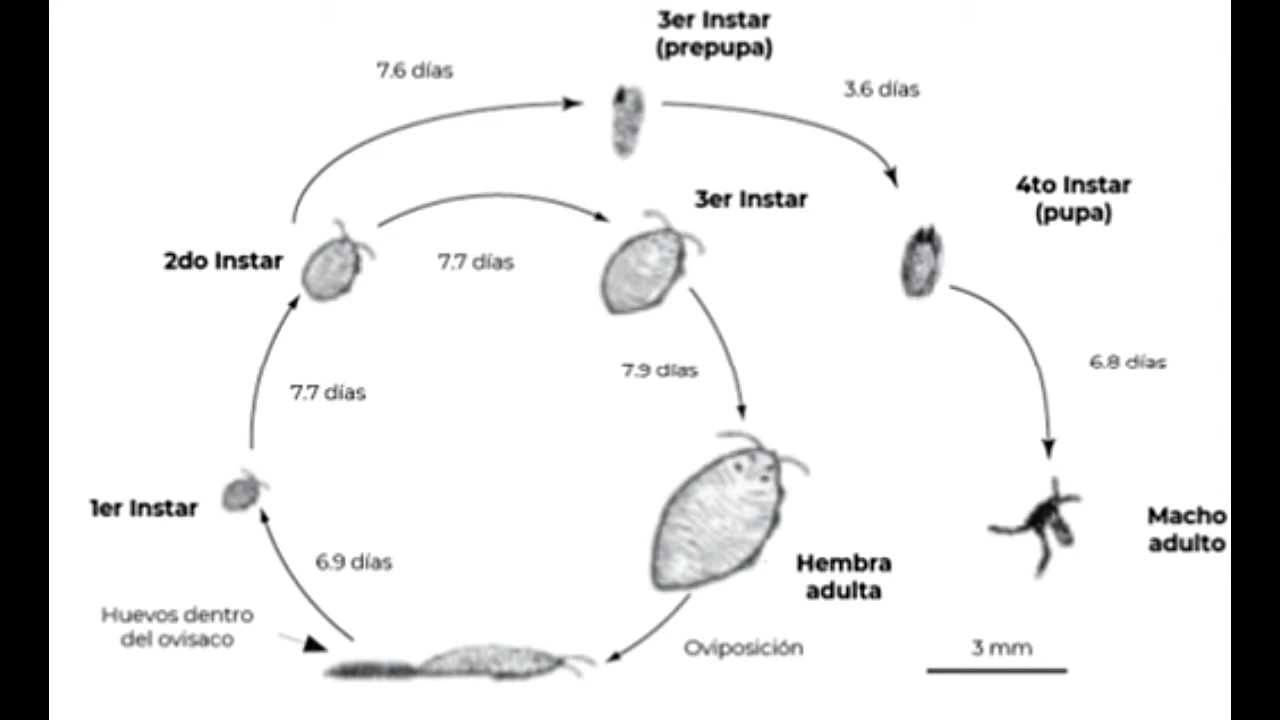 3er Instar
(prepupa)
7.6 días
3.6 días
4to Instar
(pupa)
3er Instar
2do Instar
7.7 días
7.9 días
6.8 días
7.7 días
1er Instar
Macho
adulto
6.9 días
Hembra
adulta
Huevos dentro
del ovisaco
Oviposición
3 mm